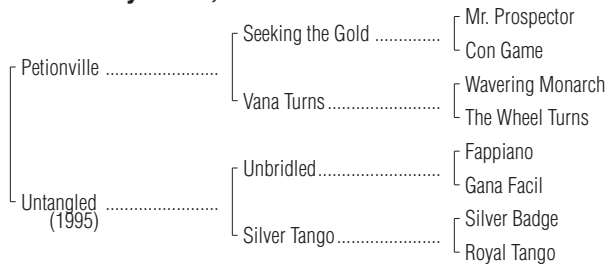 Seeking the Gold ..............
Mr. Prospector
Con Game
Petionville .......................
Vana Turns.......................
Wavering Monarch
The Wheel Turns
Unbridled.........................
Fappiano
Gana Facil
Untangled .......................
(1995)
Silver Tango.....................
Silver Badge
Royal Tango